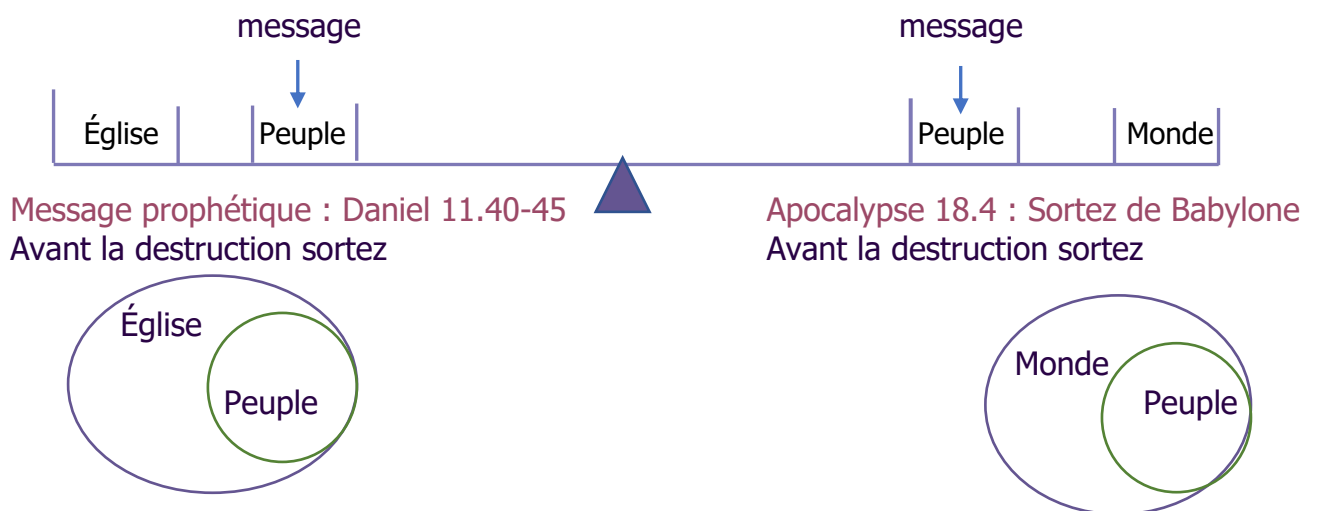 message message
Église Peuple Peuple Monde
Message prophétique : Daniel 11.40-45 Apocalypse 18.4 : Sortez de Babylone
Avant la destruction sortez Avant la destruction sortez
Église
Peuple
Monde
Peuple